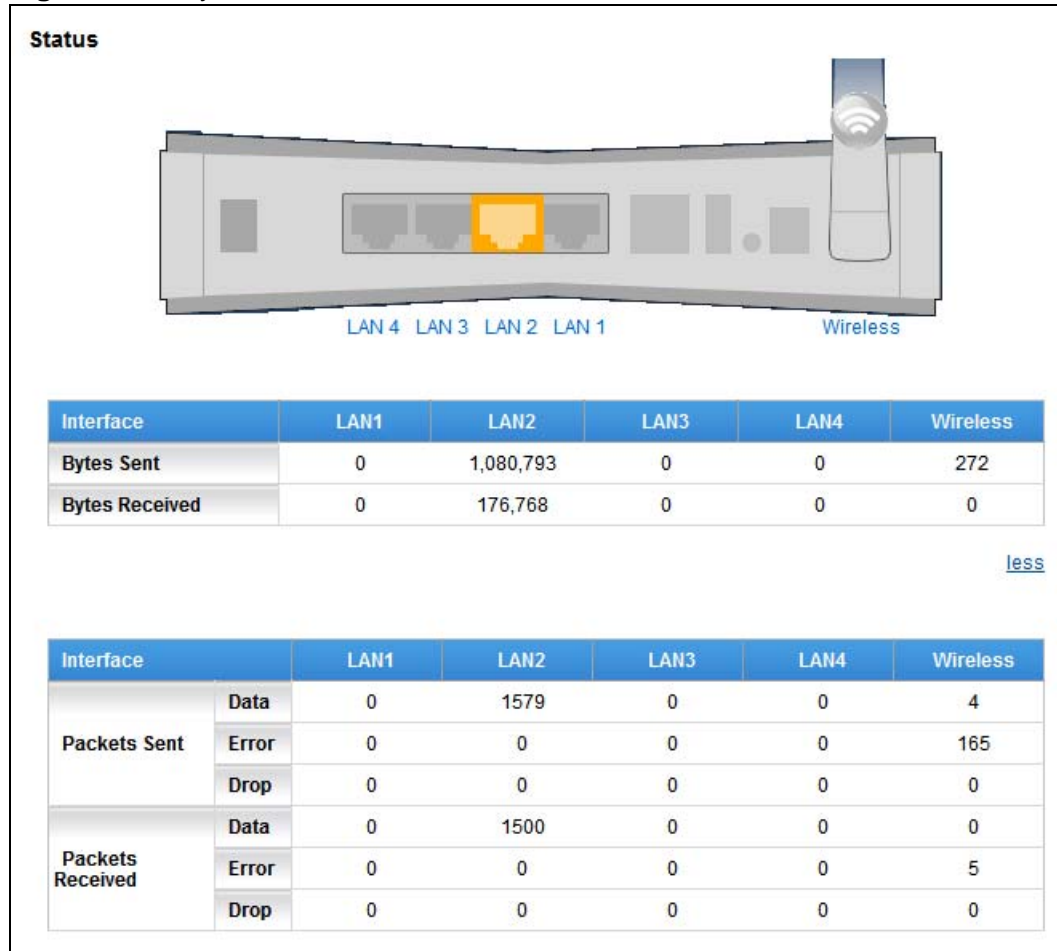 Status
LAN 4 LAN 3 LAN 2 LAN 1 Wireless
Interface LAN1 LAN2 LAN3 LAN4 Wireless
Bytes Sent 0 1,080,793 0 0 272
Bytes Received 0 176,768 0 0 0
less
Interface LAN1 LAN2 LAN3 LAN4 Wireless
Packets Sent Data 0 1579 0 0 4
Error 0 0 0 0 165
Drop 0 0 0 0 0
Packets Received Data 0 1500 0 0 0
Error 0 0 0 0 5
Drop 0 0 0 0 0